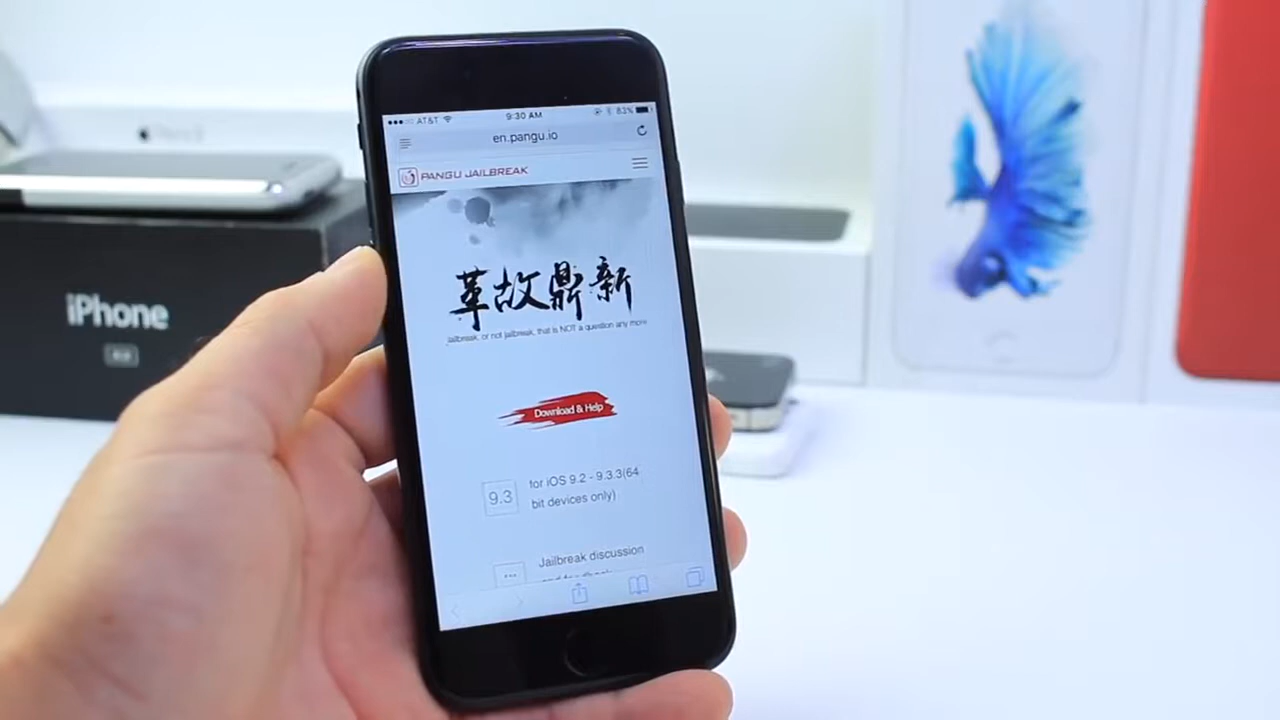 AT&T
9:30 AM
83%
en.pangu.io
PANGU JAILBREAK
革故鼎新
Jailbreak, or not jailbreak, that is NOT a question any more
Download & Help
9.3
for iOS 9.2 - 9.3.3(64
bit devices only)
Jailbreak discussion
iPhone